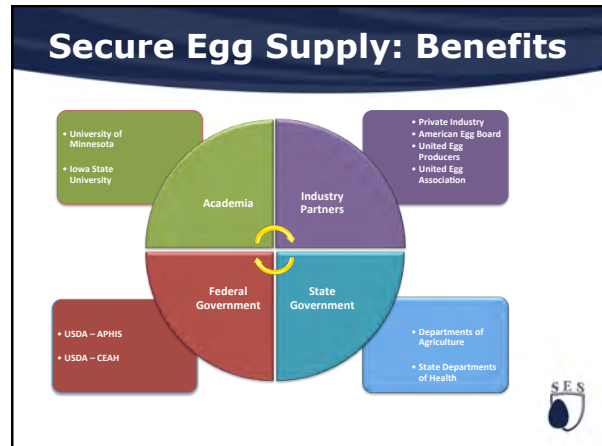 Secure Egg Supply: Benefits
• University of
Minnesota
• Iowa State
University
• Private Industry
• American Egg Board
• United Egg
Producers
• United Egg
Association
Academia
Industry
Partners
Federal
Government
State
Government
• USDA – APHIS
• USDA – CEAH
• Departments of
Agriculture
• State Departments
of Health
SES